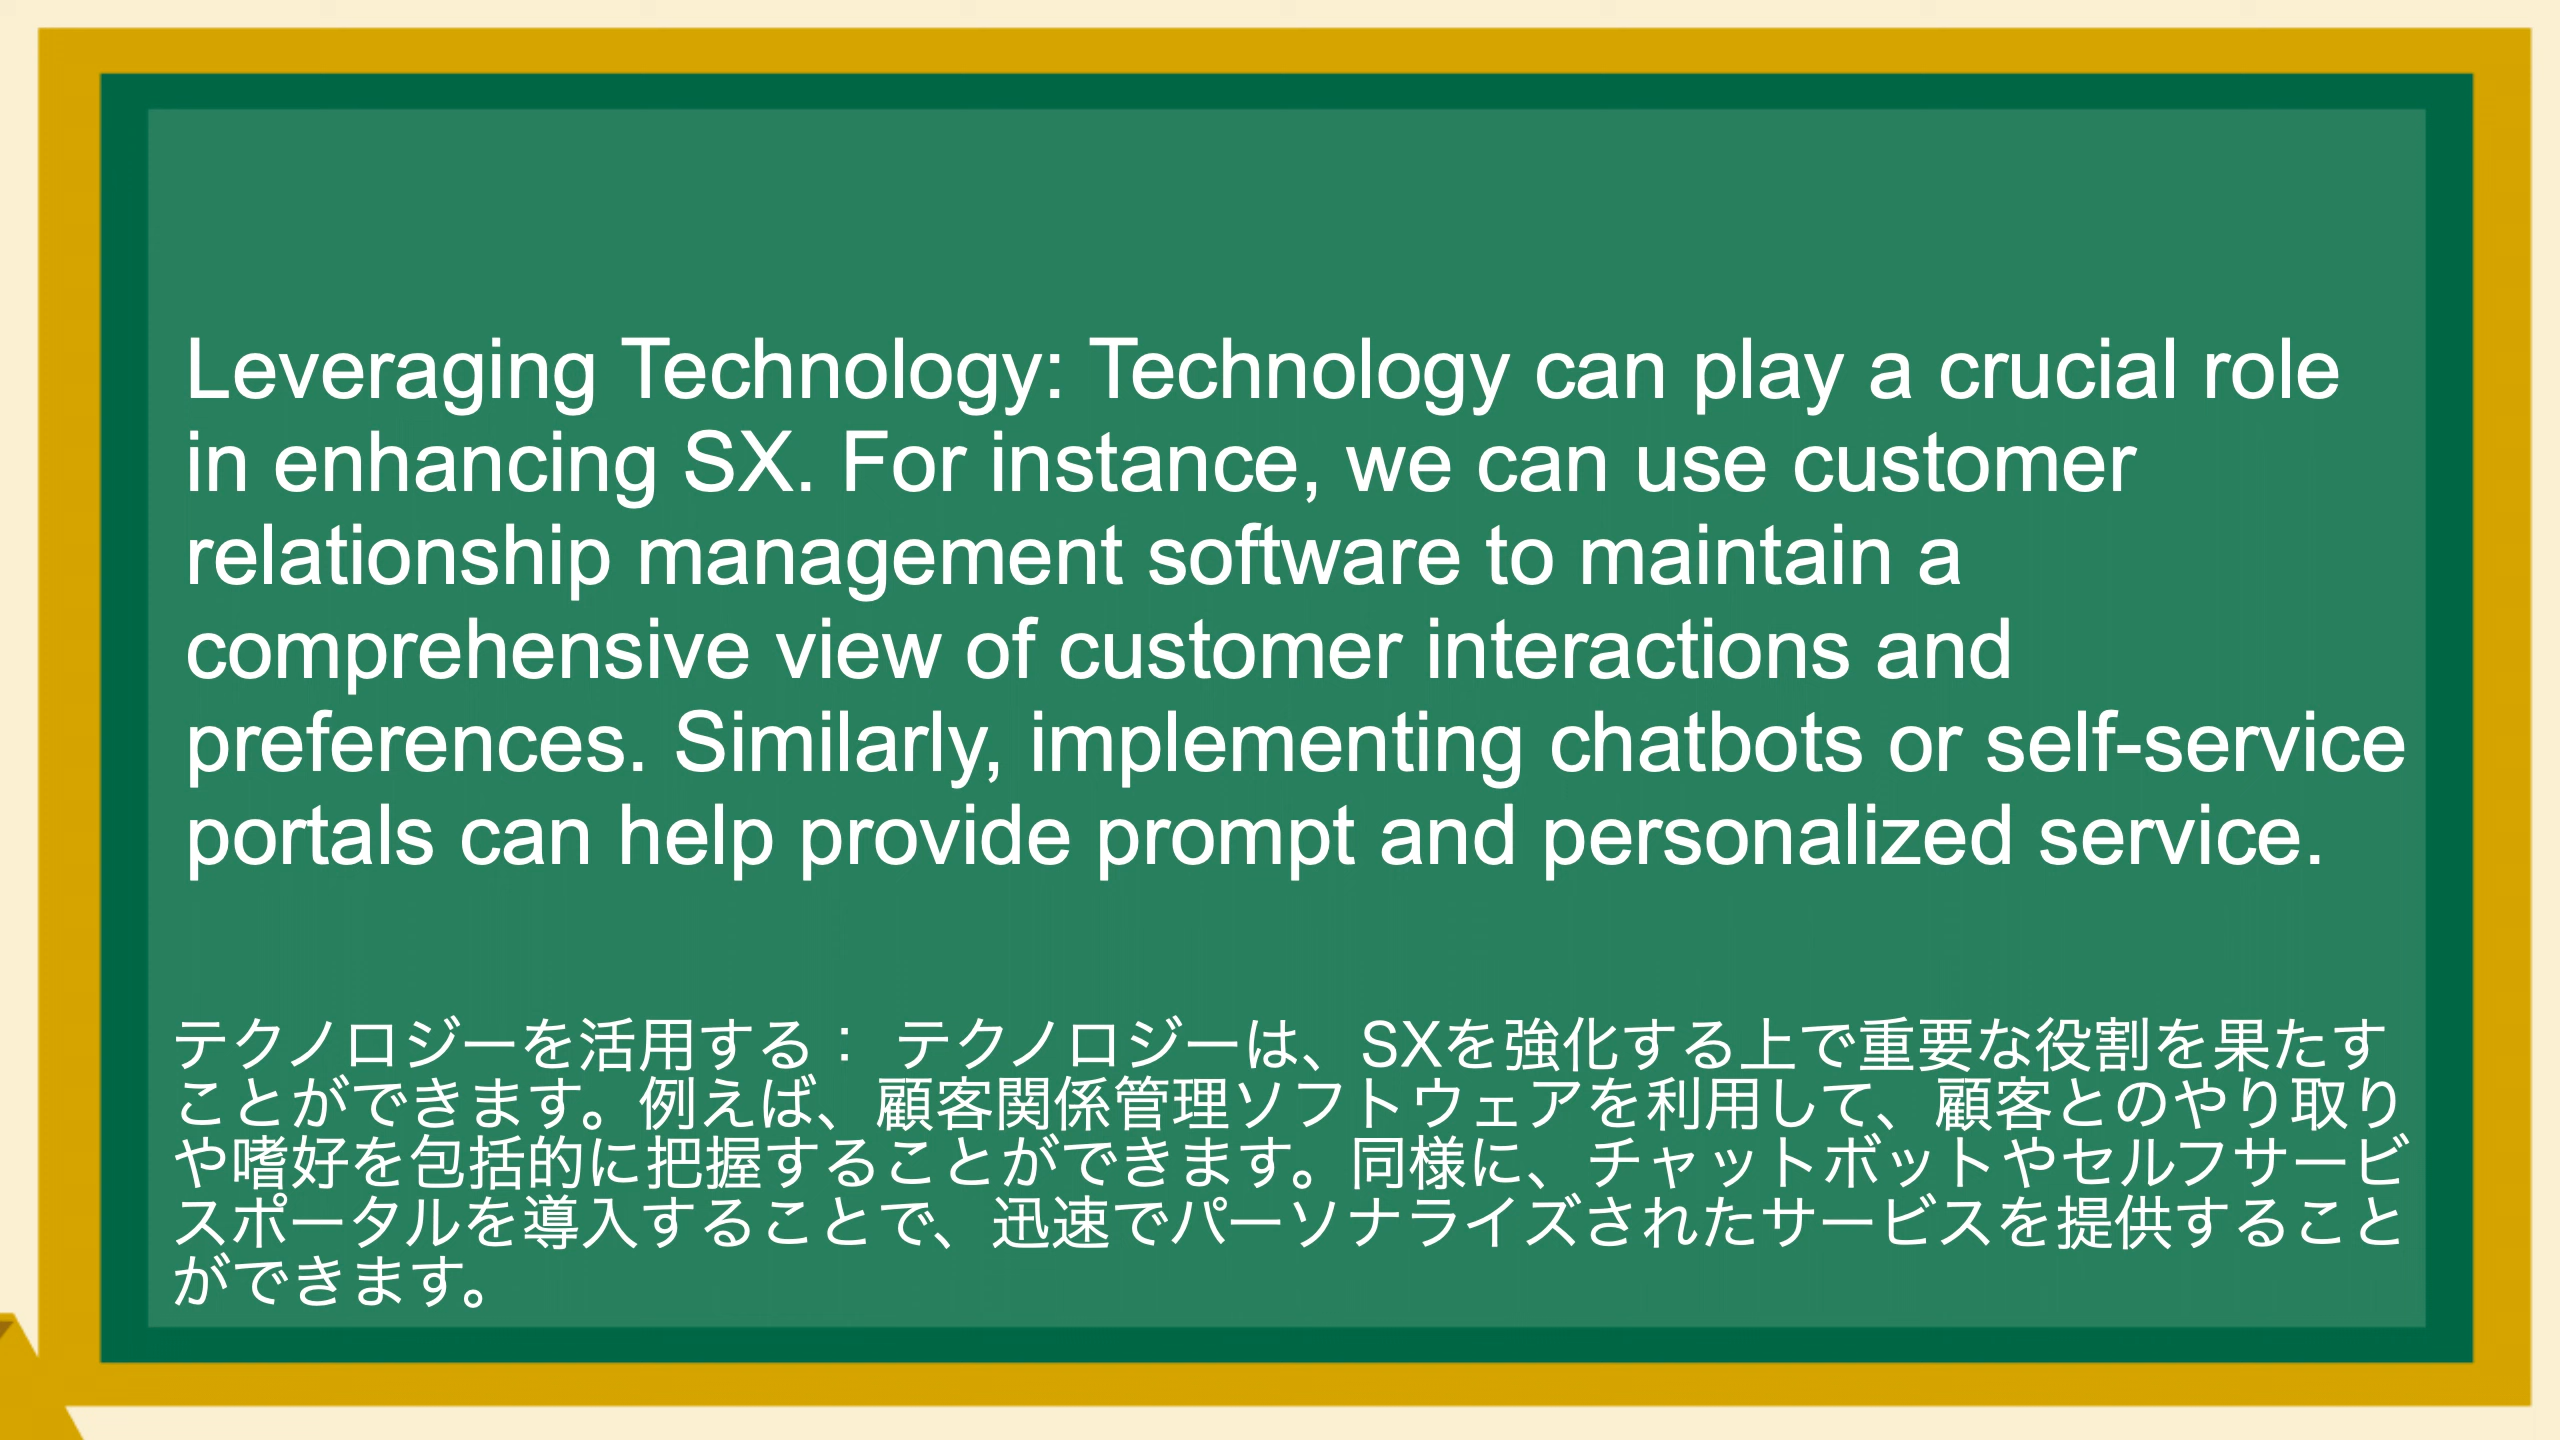 Leveraging Technology: Technology can play a crucial role
in enhancing SX. For instance, we can use customer
relationship management software to maintain a
comprehensive view of customer interactions and
preferences. Similarly, implementing chatbots or self-service
portals can help provide prompt and personalized service.
テクノロジーを活用する： テクノロジーは、SXを強化する上で重要な役割を果たす
ことができます。例えば、顧客関係管理ソフトウェアを利用して、顧客とのやり取り
や嗜好を包括的に把握することができます。同様に、チャットボットやセルフサービ
スポータルを導入することで、迅速でパーソナライズされたサービスを提供すること
ができます。